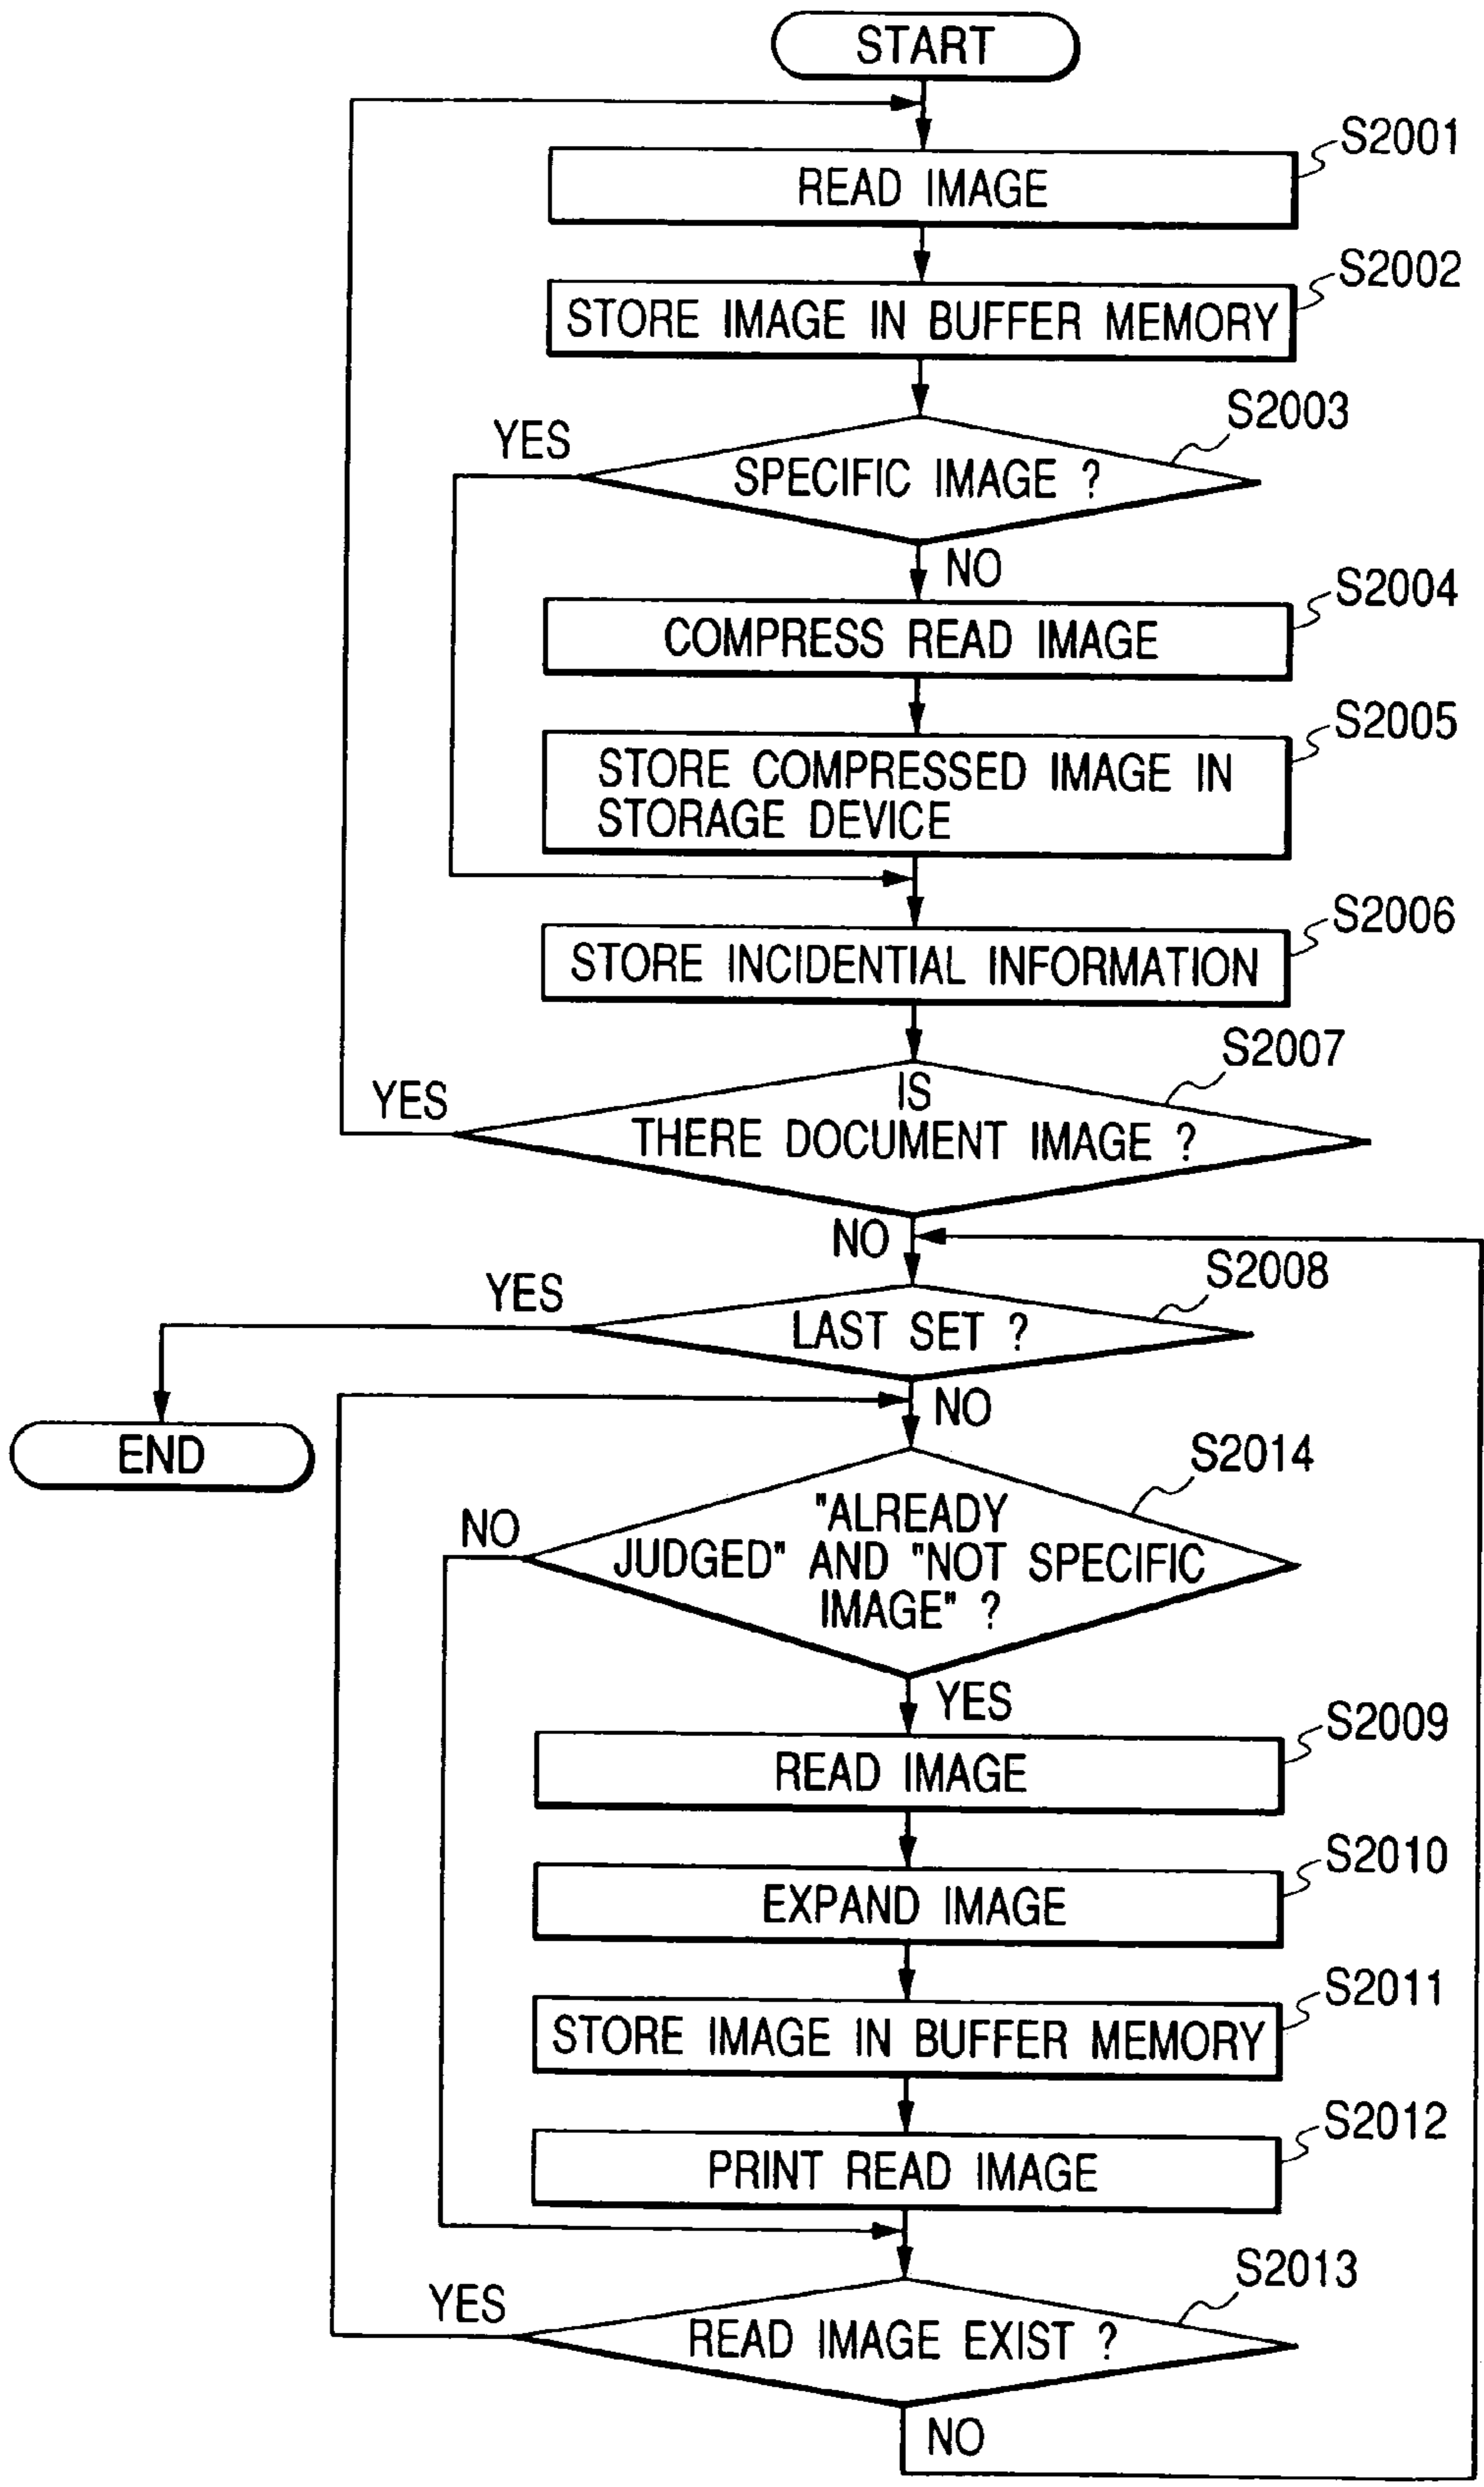 START
S2001
READ IMAGE
S2002
STORE IMAGE IN BUFFER MEMORY
S2003
YES
SPECIFIC IMAGE ?
NO
S2004
COMPRESS READ IMAGE
S2005
STORE COMPRESSED IMAGE IN
STORAGE DEVICE
S2006
STORE INCIDENTIAL INFORMATION
S2007
YES
IS
THERE DOCUMENT IMAGE ?
NO
S2008
YES
LAST SET ?
NO
END
S2014
NO
"ALREADY
JUDGED" AND "NOT SPECIFIC
IMAGE" ?
YES
S2009
READ IMAGE
S2010
EXPAND IMAGE
S2011
STORE IMAGE IN BUFFER MEMORY
S2012
PRINT READ IMAGE
S2013
YES
READ IMAGE EXIST ?
NO